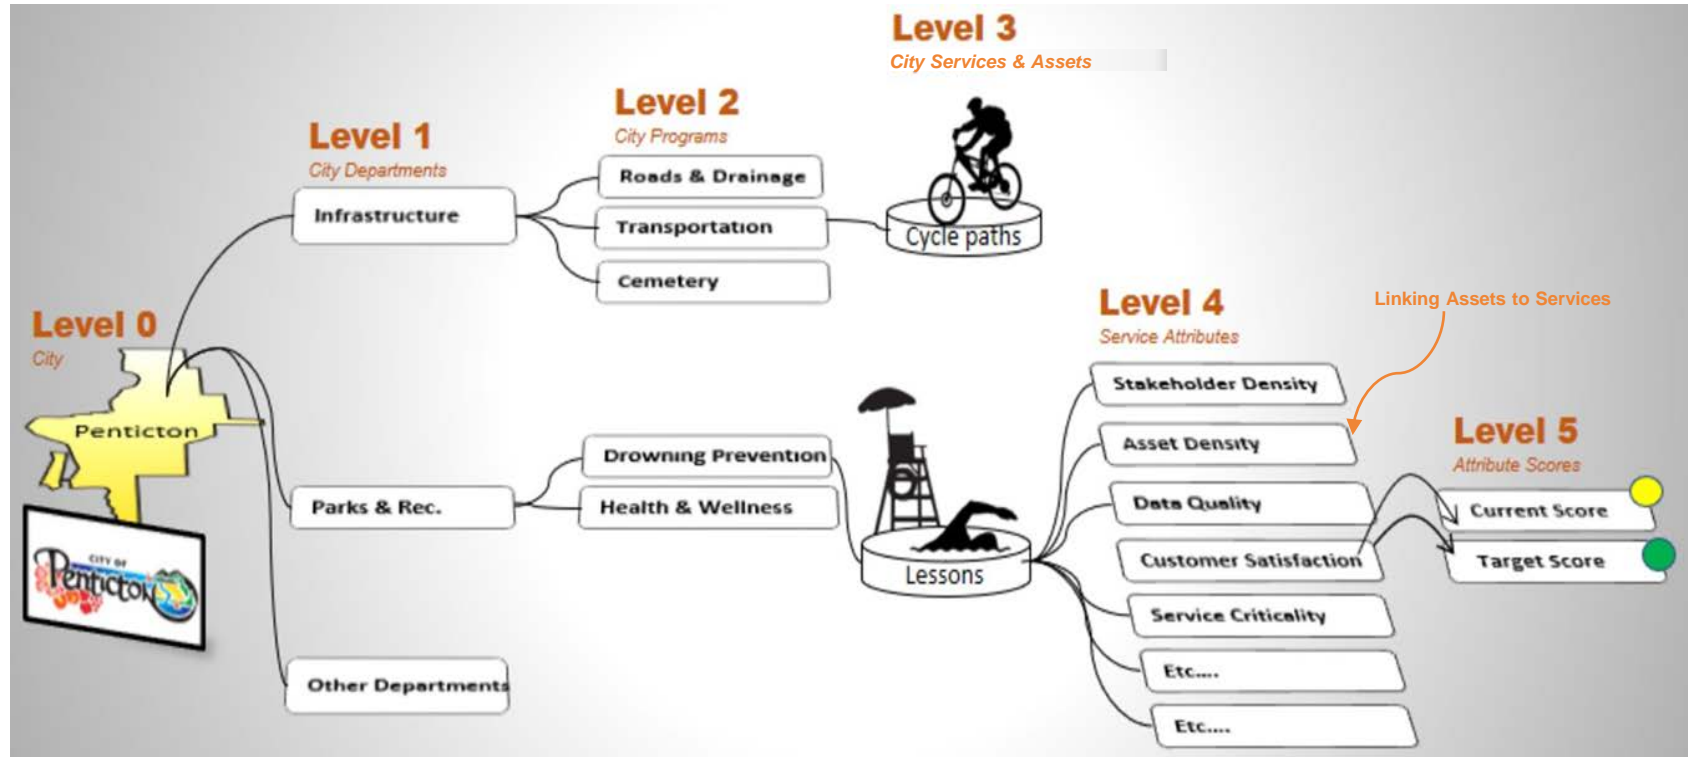 Level 3
City Services & Assets
Level 2
City Programs
Level 1
City Departments
Roads & Drainage
Infrastructure
Transportation
Cycle paths
Cemetery
Level 0
City
Penticton
CITY OF
Penticton
Level 4
Service Attributes
Linking Assets to Services
Stakeholder Density
Asset Density
Data Quality
Customer Satisfaction
Service Criticality
Etc....
Etc....
Level 5
Attribute Scores
Current Score
Target Score
Drowning Prevention
Parks & Rec.
Health & Wellness
Lessons
Other Departments